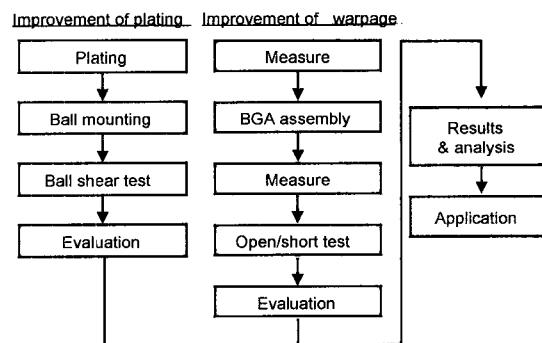 Improvement of plating
Plating
Ball mounting
Ball shear test
Evaluation
Improvement of warpage
Measure
BGA assembly
Measure
Open/short test
Evaluation
Results
& analysis
Application